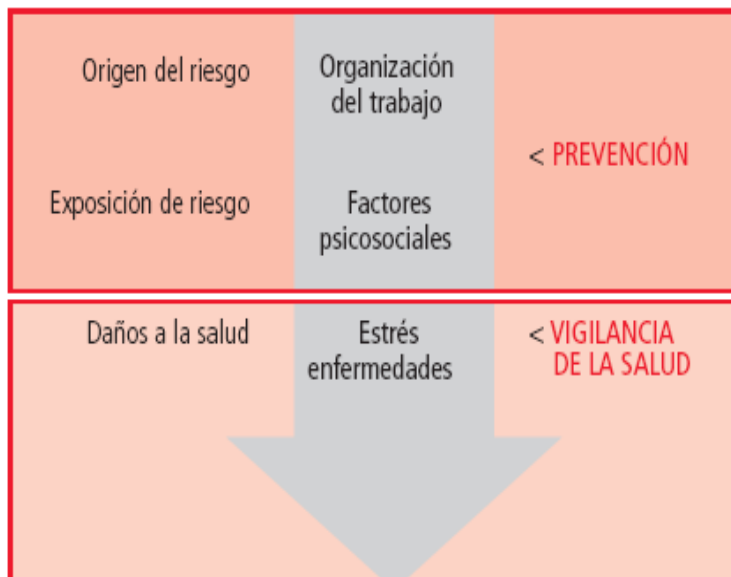 Origen del riesgo
Organización
del trabajo
< PREVENCIÓN
Exposición de riesgo
Factores
psicosociales
Daños a la salud
Estrés
enfermedades
< VIGILANCIA
DE LA SALUD